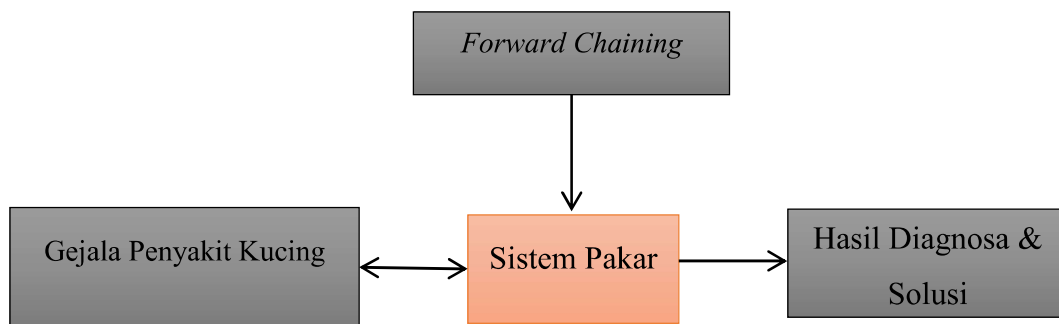 Forward Chaining
Gejala Penyakit Kucing
Sistem Pakar
Hasil Diagnosa &
Solusi